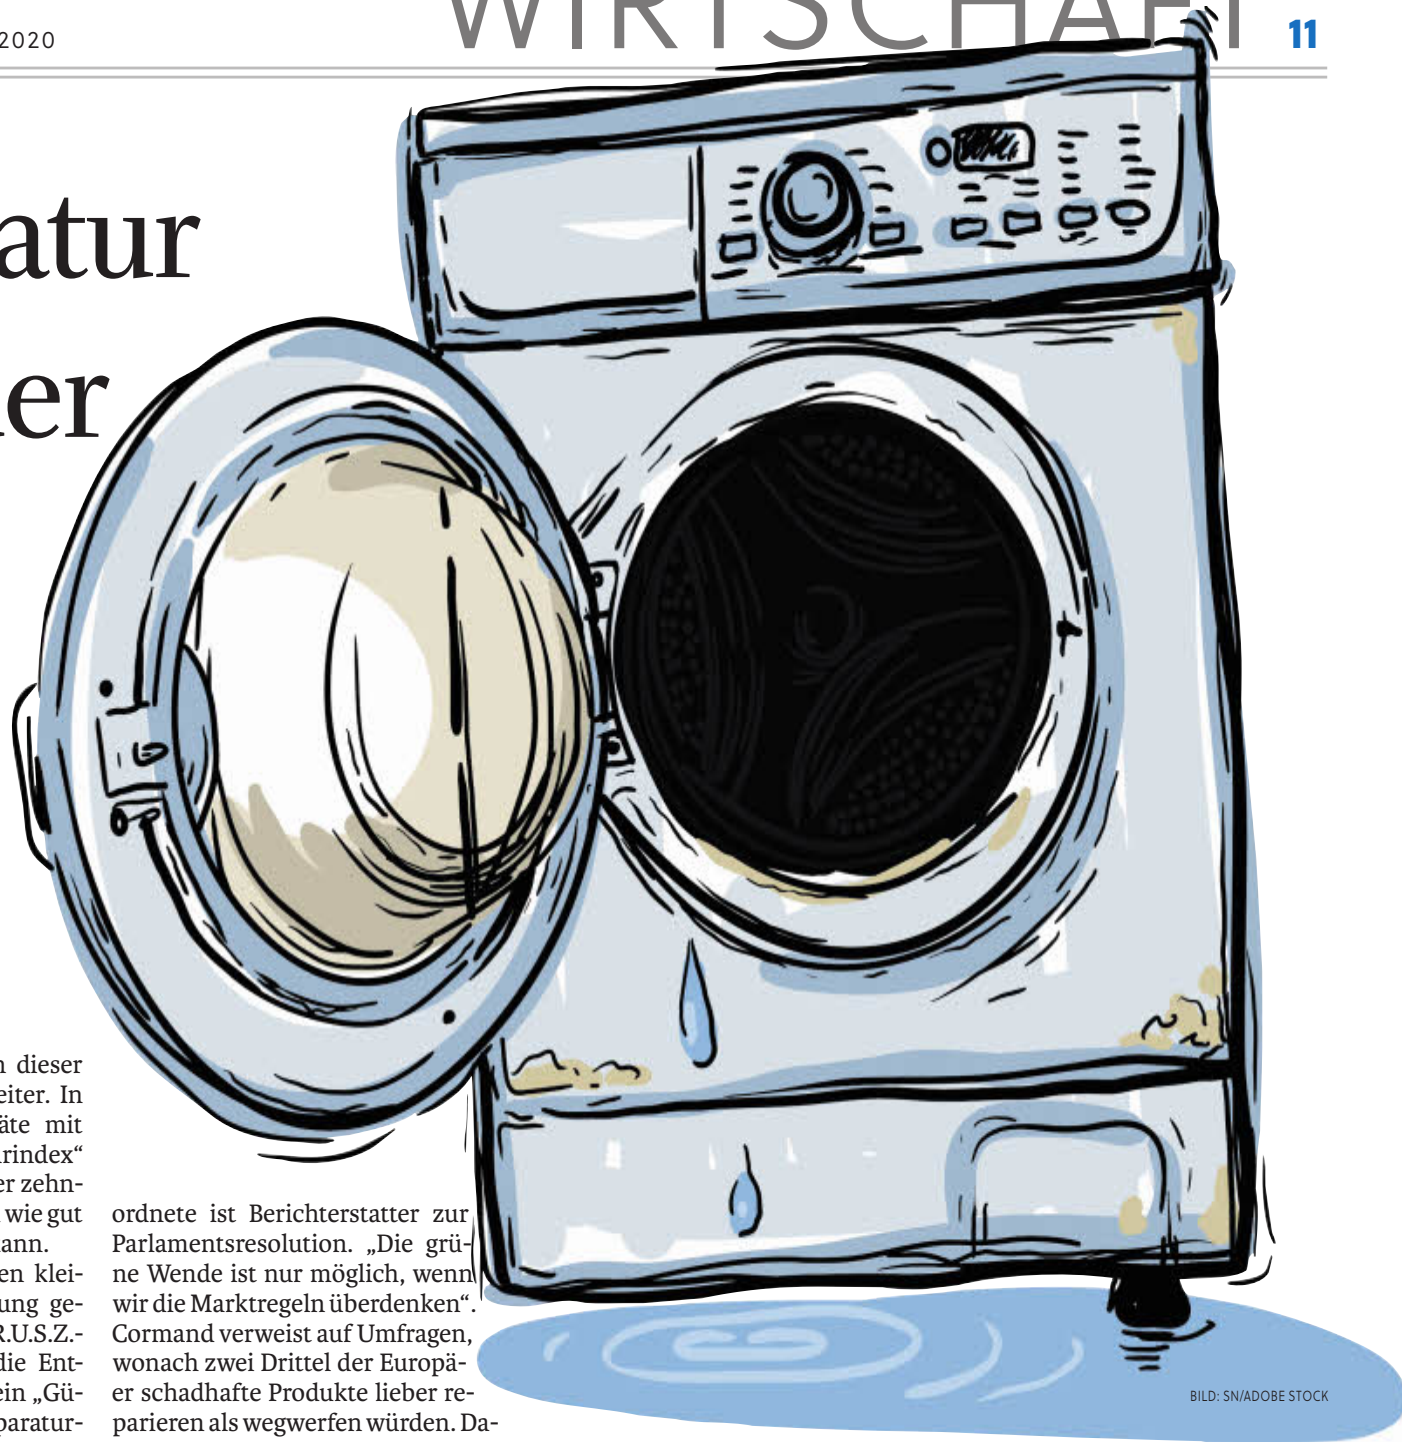 2020
WIRTSCHAFT 11
atur
er
dieser
eiter. In
äte mit
rindex“
er zehn-
wie gut
ann.
en klei-
ung ge-
R.U.S.Z.-
die Ent-
ein „Gü-
paratur-
ordnete ist Berichterstatter zur
Parlamentsresolution. „Die grü-
ne Wende ist nur möglich, wenn
wir die Marktregeln überdenken“.
Cormand verweist auf Umfragen,
wonach zwei Drittel der Europä-
er schadhafte Produkte lieber re-
parieren als wegwerfen würden. Da-
BILD: SN/ADOBE STOCK